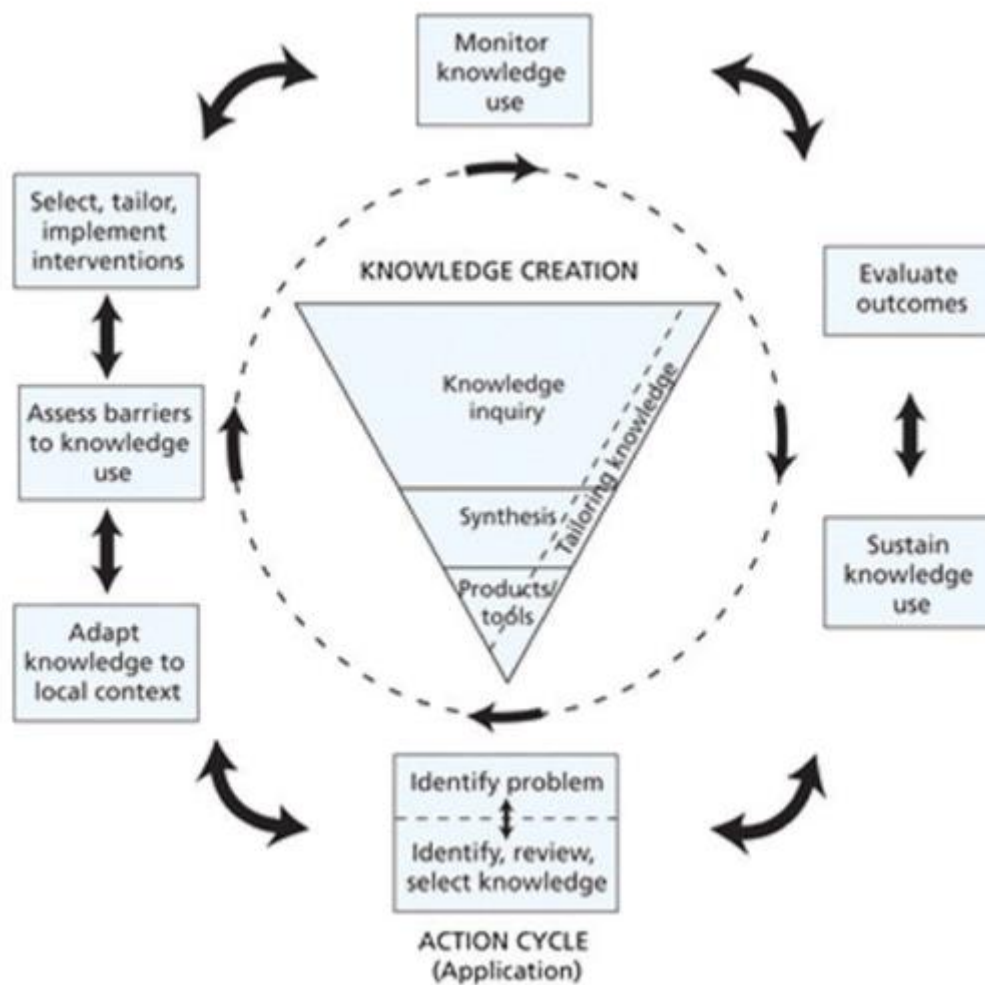 Monitor
knowledge
use
Select, tailor,
implement
interventions
KNOWLEDGE CREATION
Evaluate
outcomes
Knowledge
inquiry
Tailoring knowledge
Assess barriers
to knowledge
use
Synthesis
Sustain
knowledge
use
Products/
tools
Adapt
knowledge to
local context
Identify problem
Identify, review,
select knowledge
ACTION CYCLE
(Application)